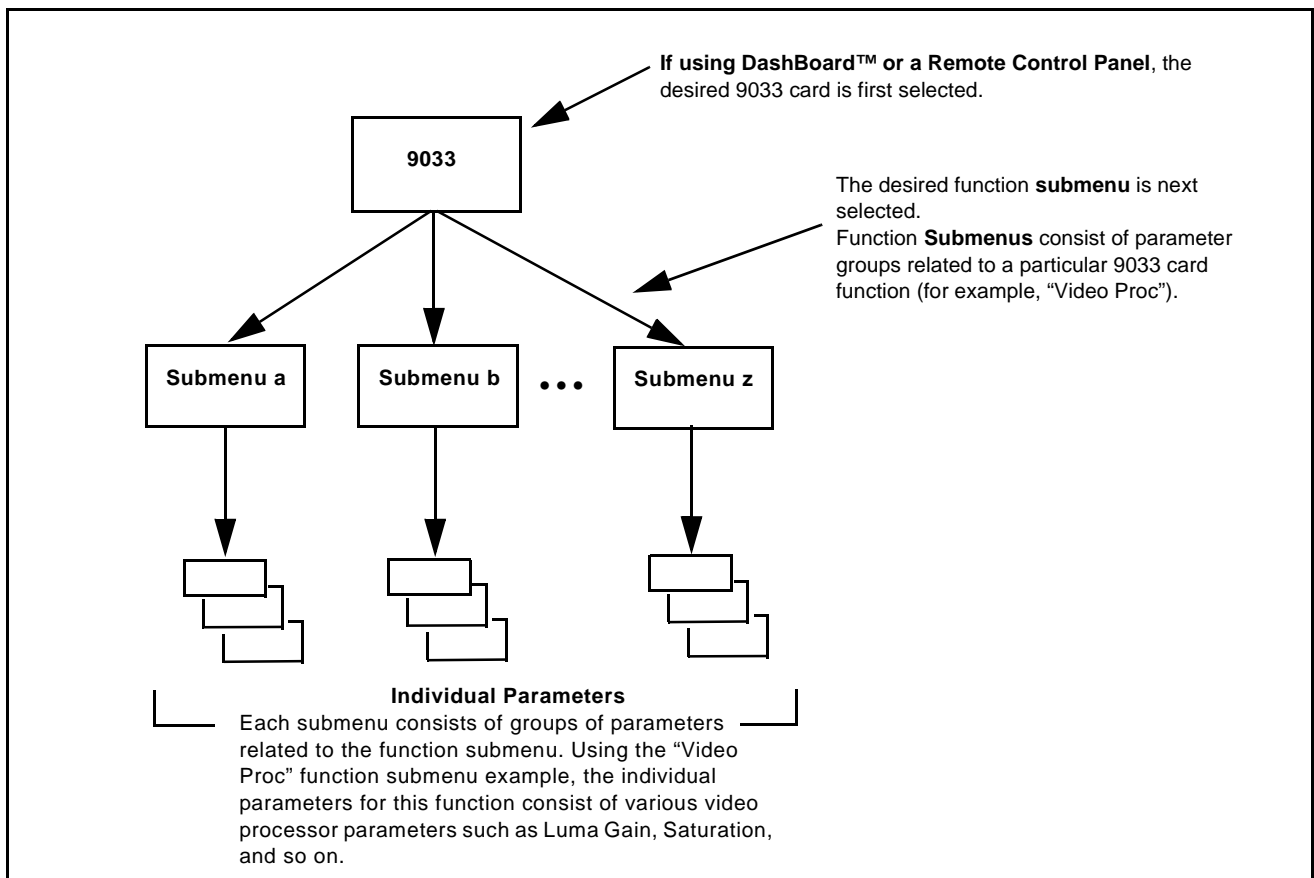 If using DashBoard™ or a Remote Control Panel, the
desired 9033 card is first selected.
9033
The desired function submenu is next
selected.
Function Submenus consist of parameter
groups related to a particular 9033 card
function (for example, “Video Proc”).
Submenu a
Submenu b
•••
Submenu z
Individual Parameters
Each submenu consists of groups of parameters
related to the function submenu. Using the “Video
Proc” function submenu example, the individual
parameters for this function consist of various video
processor parameters such as Luma Gain, Saturation,
and so on.